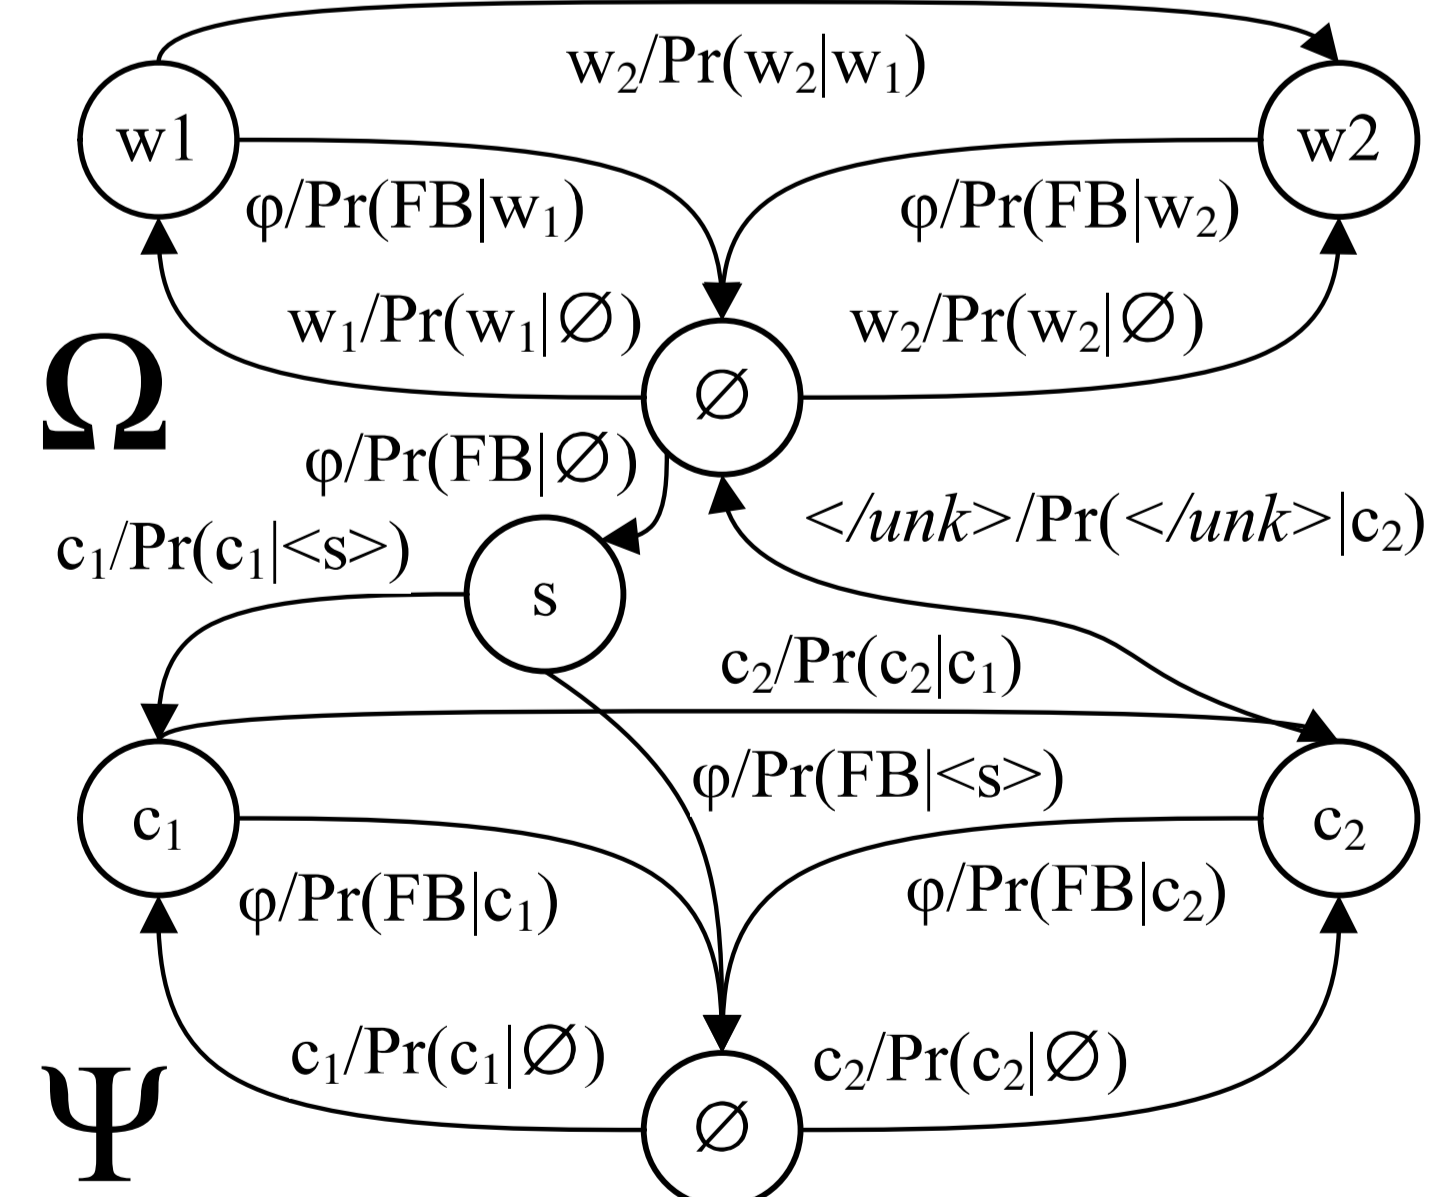 w₂/Pr(w₂|w₁)
w1
w2
φ/Pr(FB|w₁)
φ/Pr(FB|w₂)
w₁/Pr(w₁|∅)
w₂/Pr(w₂|∅)
Ω
∅
φ/Pr(FB|∅)
</unk>/Pr(</unk>|c₂)
c₁/Pr(c₁|<s>)
s
c₂/Pr(c₂|c₁)
φ/Pr(FB|<s>)
c₁
c₂
φ/Pr(FB|c₁)
φ/Pr(FB|c₂)
c₁/Pr(c₁|∅)
c₂/Pr(c₂|∅)
Ψ
∅